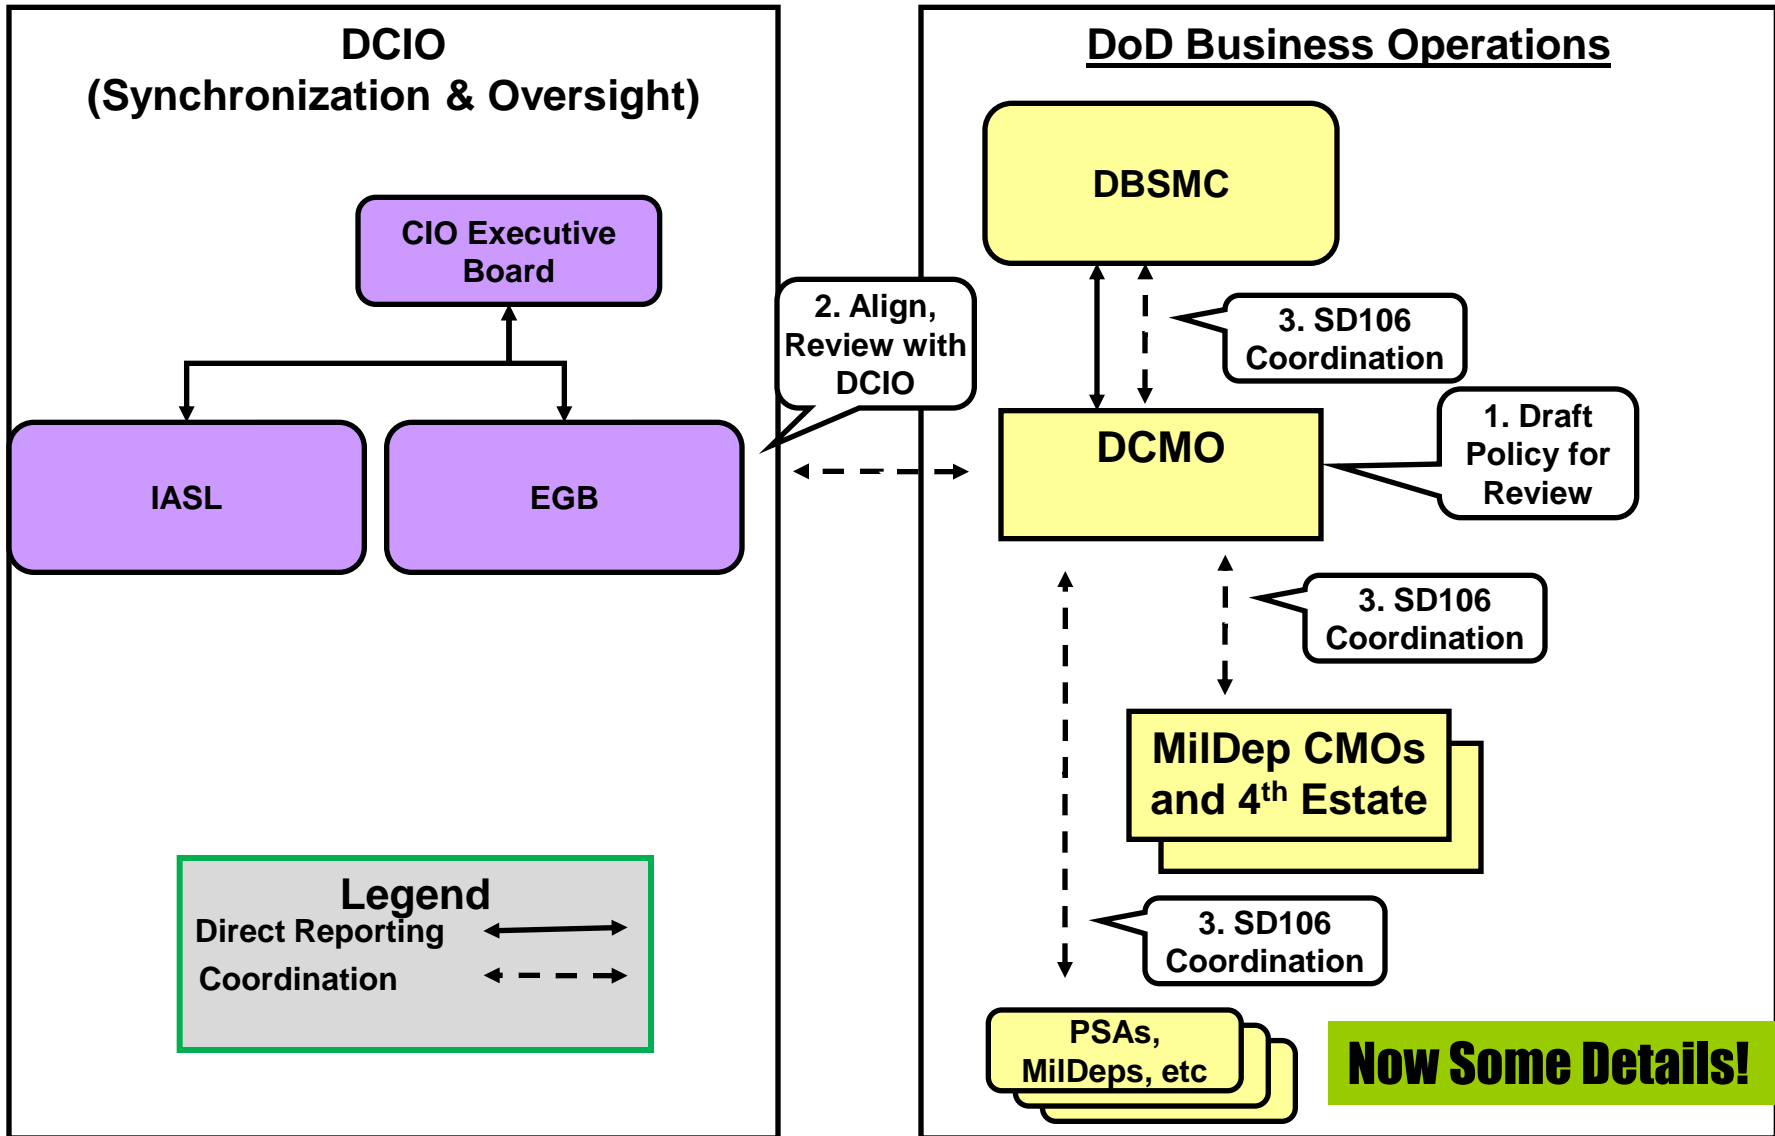 DCIO
(Synchronization & Oversight)
CIO Executive
Board
IASL
EGB
Legend
Direct Reporting
Coordination
2. Align,
Review with
DCIO
DoD Business Operations
DBSMC
3. SD106
Coordination
DCMO
1. Draft
Policy for
Review
3. SD106
Coordination
MilDep CMOs
and 4th Estate
3. SD106
Coordination
PSAs,
MilDeps, etc
Now Some Details!